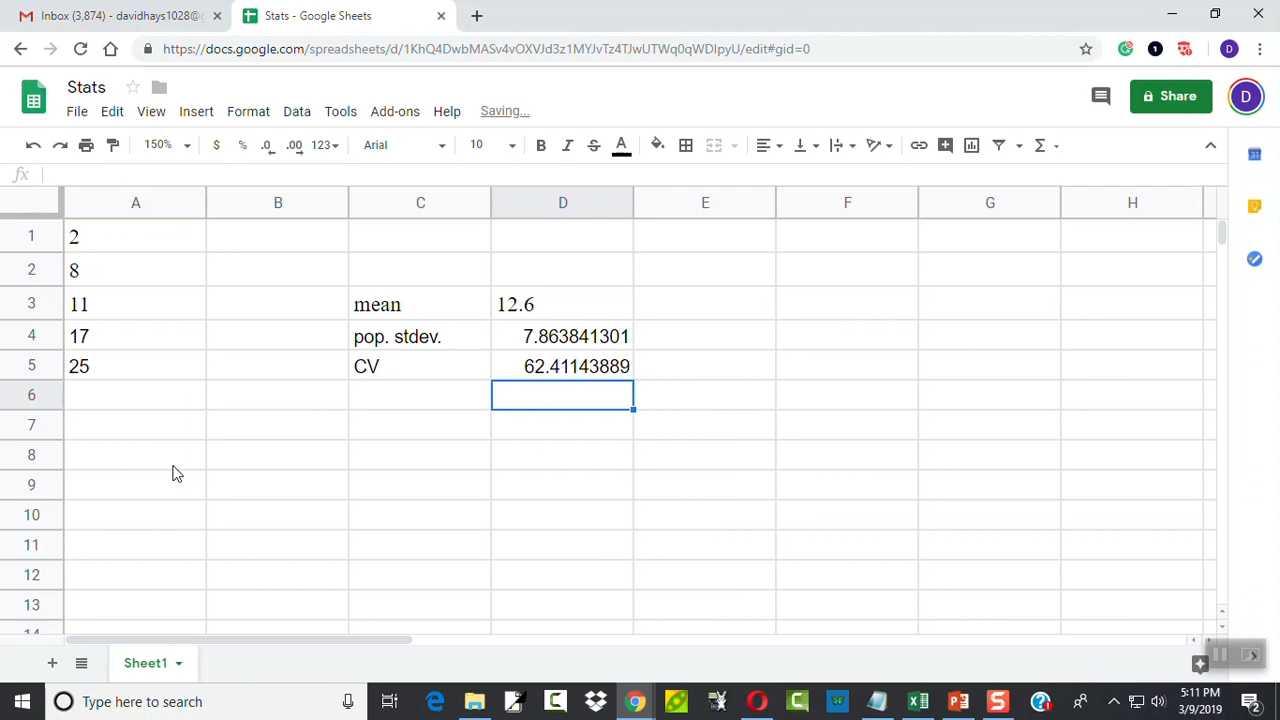 Inbox (3,874) - davidhays1028@
Stats - Google Sheets
https://docs.google.com/spreadsheets/d/1KhQ4DwbMASv4vOXVJd3z1MYJvTz4TJwUTWq0qWDIpyU/edit#gid=0
Stats
Share
File Edit View Insert Format Data Tools Add-ons Help Saving...
150% $ % .0 .00 123 Arial 10 B I S A
fx
A B C D E F G H
1 2
2 8
3 11 mean 12.6
4 17 pop. stdev. 7.863841301
5 25 CV 62.41143889
6
7
8
9
10
11
12
13
14
Sheet1
Type here to search
5:11 PM
3/9/2019